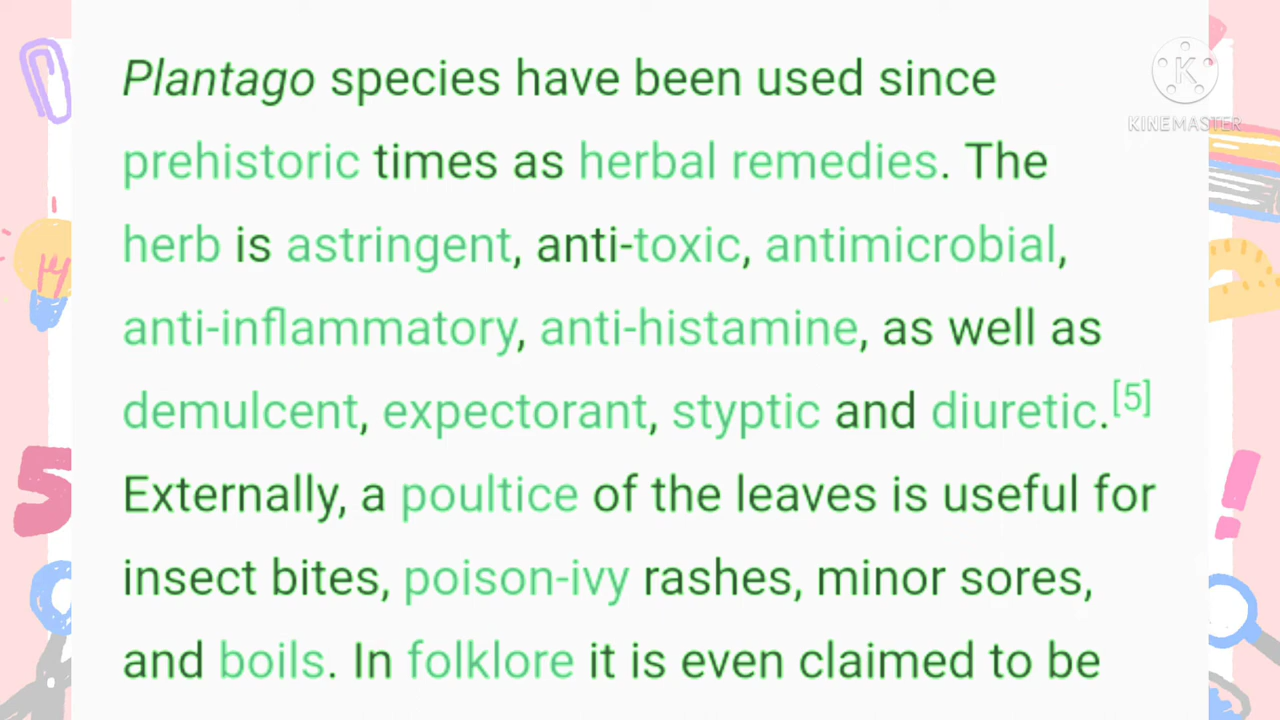 Plantago species have been used since
prehistoric times as herbal remedies. The
herb is astringent, anti-toxic, antimicrobial,
anti-inflammatory, anti-histamine, as well as
demulcent, expectorant, styptic and diuretic.[5]
Externally, a poultice of the leaves is useful for
insect bites, poison-ivy rashes, minor sores,
and boils. In folklore it is even claimed to be
K
KINEMASTER
5
!